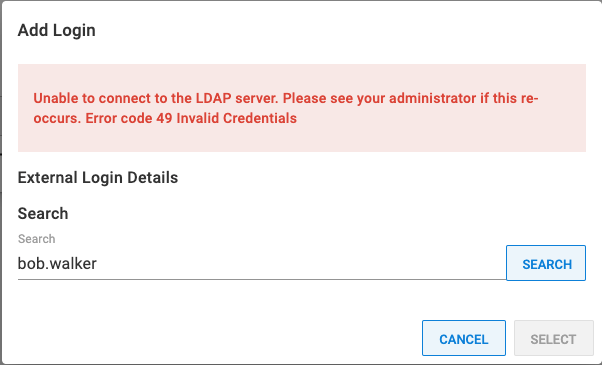 Add Login
Unable to connect to the LDAP server. Please see your administrator if this re-
occurs. Error code 49 Invalid Credentials
External Login Details
Search
Search
bob.walker
SEARCH
CANCEL
SELECT